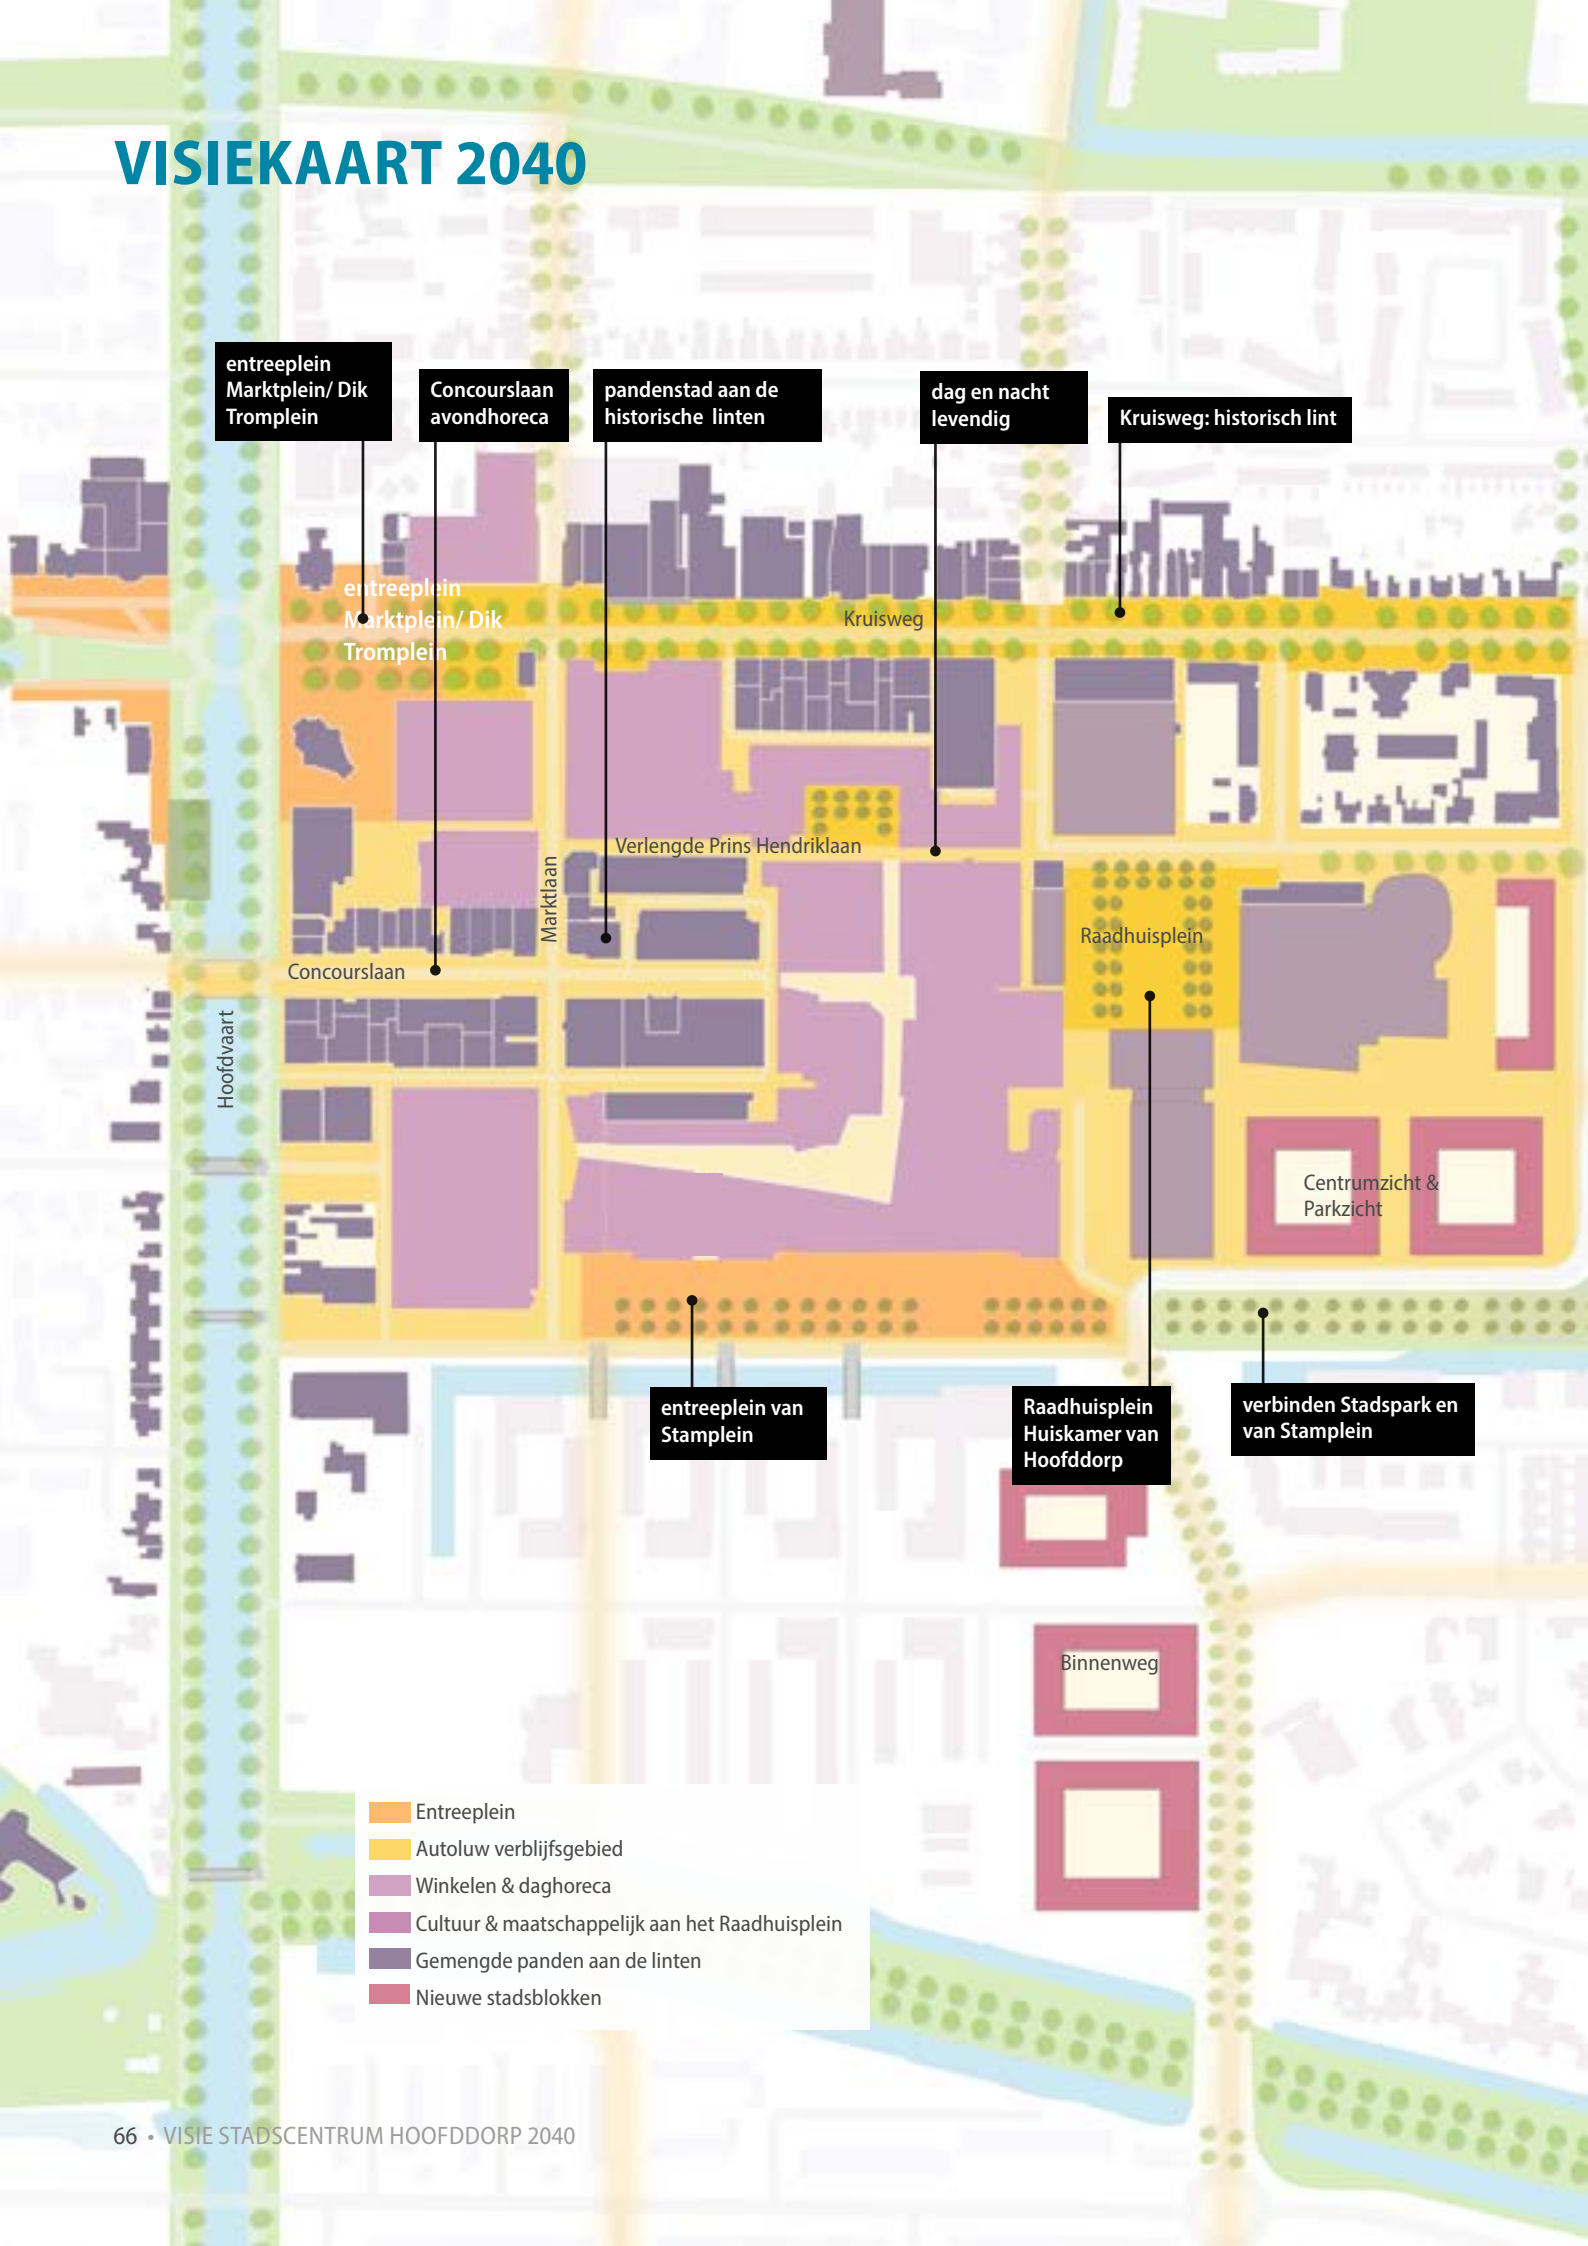 VISIEKAART 2040
entreeplein
Marktplein/ Dik
Tromplein
Concourslaan
avondhoreca
pandenstad aan de
historische linten
dag en nacht
levendig
Kruisweg: historisch lint
entreeplein
Marktplein/ Dik
Tromplein
Kruisweg
Verlengde Prins Hendriklaan
Marktlaan
Raadhuisplein
Concourslaan
Hoofdvaart
Centrumzicht &
Parkzicht
entreeplein van
Stamplein
Raadhuisplein
Huiskamer van
Hoofddorp
verbinden Stadspark en
van Stamplein
Binnenweg
Entreeplein
Autoluw verblijfsgebied
Winkelen & daghoreca
Cultuur & maatschappelijk aan het Raadhuisplein
Gemengde panden aan de linten
Nieuwe stadsblokken
66 • VISIE STADSCENTRUM HOOFDDORP 2040